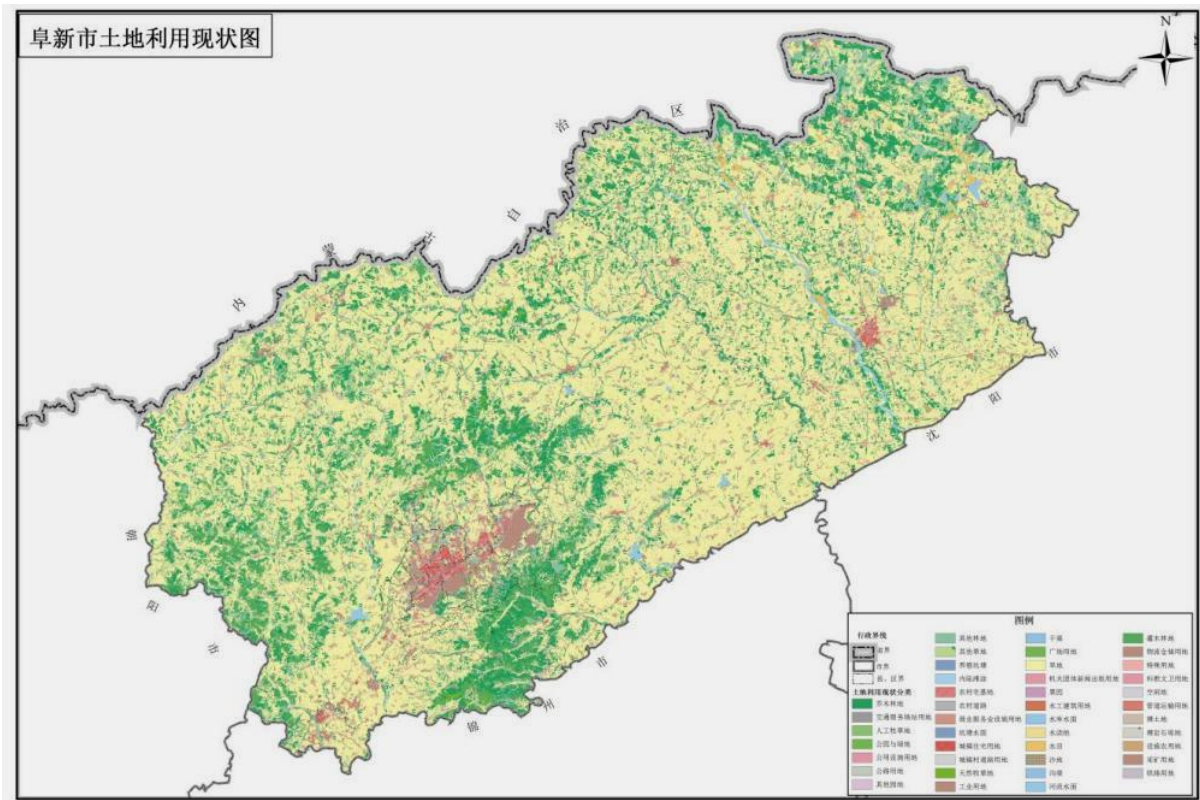 阜新市土地利用现状图
N
内
蒙
古
自
治
区
朝
阳
市
锦
州
市
沈
阳
市
图例
行政界线
省界
市界
县、区界
土地利用现状分类
乔木林地
交通服务场站用地
人工牧草地
公园与绿地
公用设施用地
公路用地
其他园地
其他林地
其他草地
养殖坑塘
内陆滩涂
农村宅基地
农村道路
商业服务业设施用地
坑塘水面
城镇住宅用地
城镇村道路用地
天然牧草地
工业用地
干渠
广场用地
旱地
机关团体新闻出版用地
果园
水工建筑用地
水库水面
水浇地
水田
沙地
沟渠
河流水面
灌木林地
物流仓储用地
特殊用地
科教文卫用地
空闲地
管道运输用地
裸土地
裸岩石砾地
设施农用地
采矿用地
铁路用地